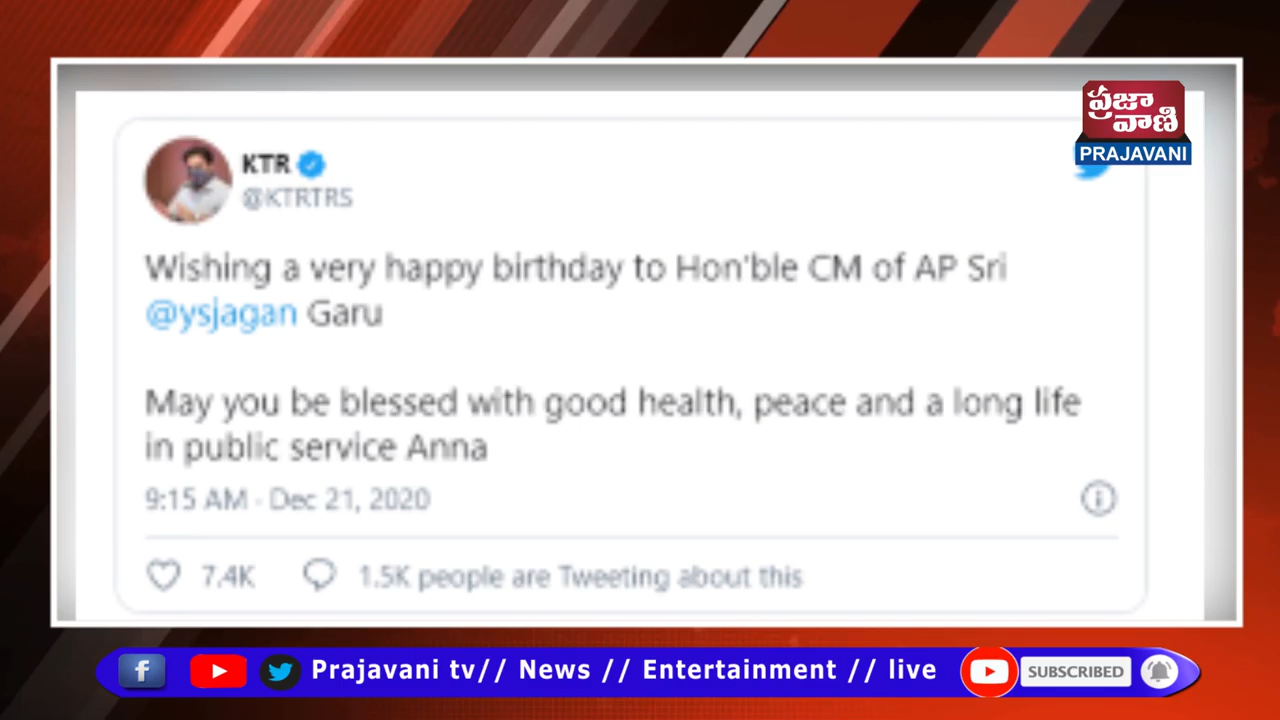 ప్రజా
వాణి
PRAJAVANI
KTR
@KTRTRS
Wishing a very happy birthday to Hon'ble CM of AP Sri
@ysjagan Garu
May you be blessed with good health, peace and a long life
in public service Anna
9:15 AM · Dec 21, 2020
7.4K 1.5K people are Tweeting about this
Prajavani tv// News // Entertainment // live
SUBSCRIBED